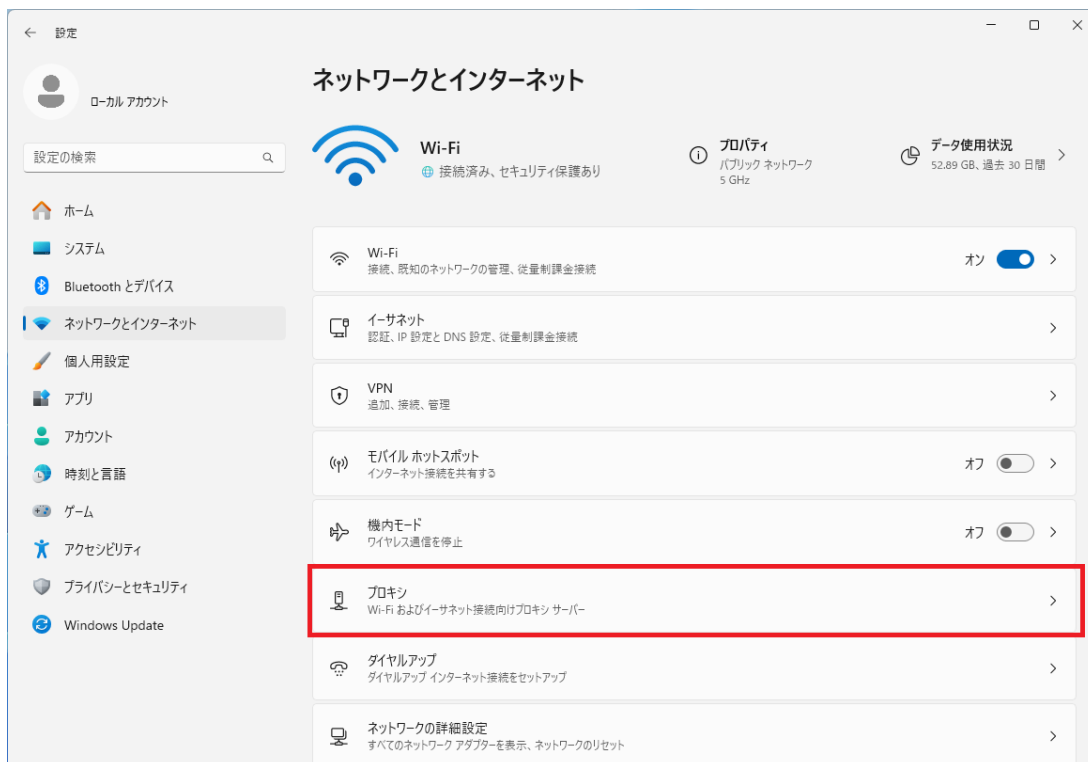 設定
ローカル アカウント
設定の検索
ホーム
システム
Bluetooth とデバイス
ネットワークとインターネット
個人用設定
アプリ
アカウント
時刻と言語
ゲーム
アクセシビリティ
プライバシーとセキュリティ
Windows Update
ネットワークとインターネット
Wi-Fi
接続済み、セキュリティ保護あり
プロパティ
パブリック ネットワーク
5 GHz
データ使用状況
52.89 GB、過去 30 日間
Wi-Fi
接続、既知のネットワークの管理、従量制課金接続
オン
イーサネット
認証、IP 設定と DNS 設定、従量制課金接続
VPN
追加、接続、管理
モバイル ホットスポット
インターネット接続を共有する
オフ
機内モード
ワイヤレス通信を停止
オフ
プロキシ
Wi-Fi およびイーサネット接続向けプロキシ サーバー
ダイヤルアップ
ダイヤルアップ インターネット接続をセットアップ
ネットワークの詳細設定
すべてのネットワーク アダプターを表示、ネットワークのリセット